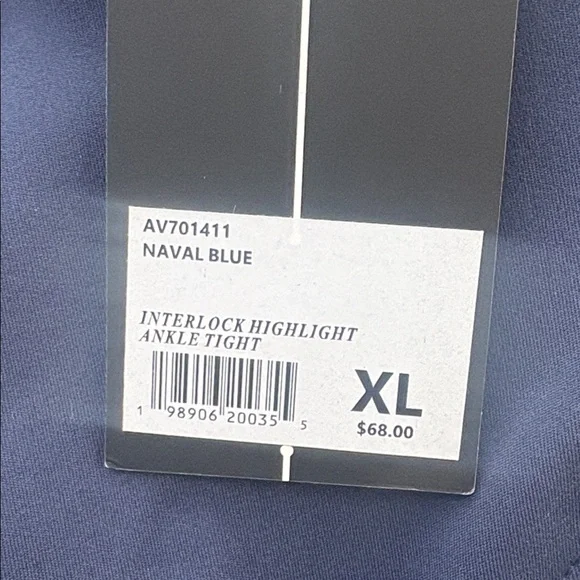 AV701411
NAVAL BLUE
INTERLOCK HIGHLIGHT
ANKLE TIGHT
XL
1 98906 20035 5
$68.00